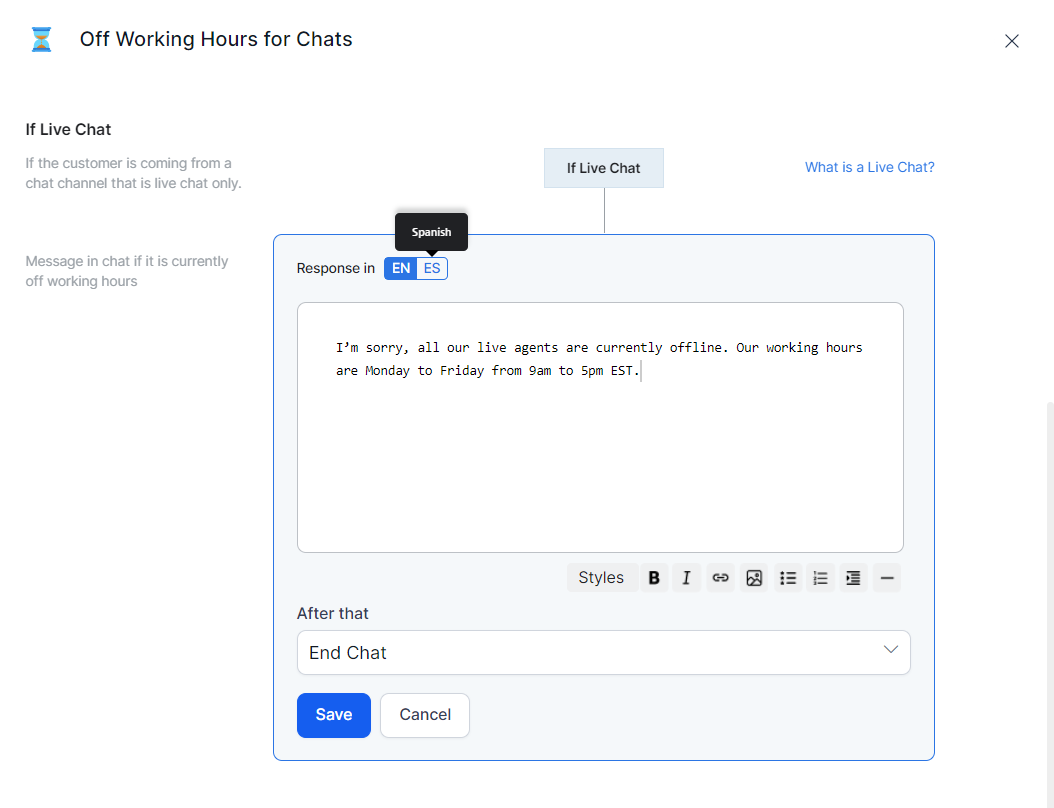 Off Working Hours for Chats
If Live Chat
If the customer is coming from a
chat channel that is live chat only.
If Live Chat
What is a Live Chat?
Spanish
Message in chat if it is currently
off working hours
Response in EN ES
I’m sorry, all our live agents are currently offline. Our working hours
are Monday to Friday from 9am to 5pm EST.
Styles B I
After that
End Chat
Save Cancel